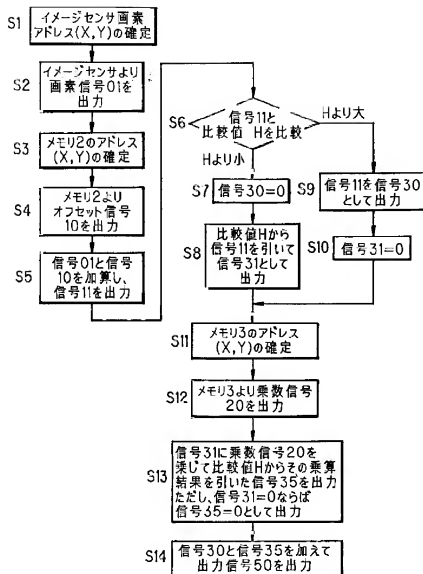 S1
イメージセンサ画素
アドレス(X,Y)の確定
S2
イメージセンサより
画素信号01を
出力
S3
メモリ2のアドレス
(X,Y)の確定
S4
メモリ2より
オフセット信号
10を出力
S5
信号01と信号
10を加算し、
信号11を出力
S6
信号11と
比較値 Hを比較
Hより大
Hより小
S7
信号30=0
S8
比較値Hから
信号11を引いて
信号31として
出力
S9
信号11を信号30
として出力
S10
信号31=0
S11
メモリ3のアドレス
(X,Y)の確定
S12
メモリ3より乗数信号
20を出力
S13
信号31に乗数信号20を
乗じて比較値Hからその乗算
結果を引いた信号35を出力
ただし、信号31=0ならば
信号35=0として出力
S14
信号30と信号35を加えて
出力信号50を出力